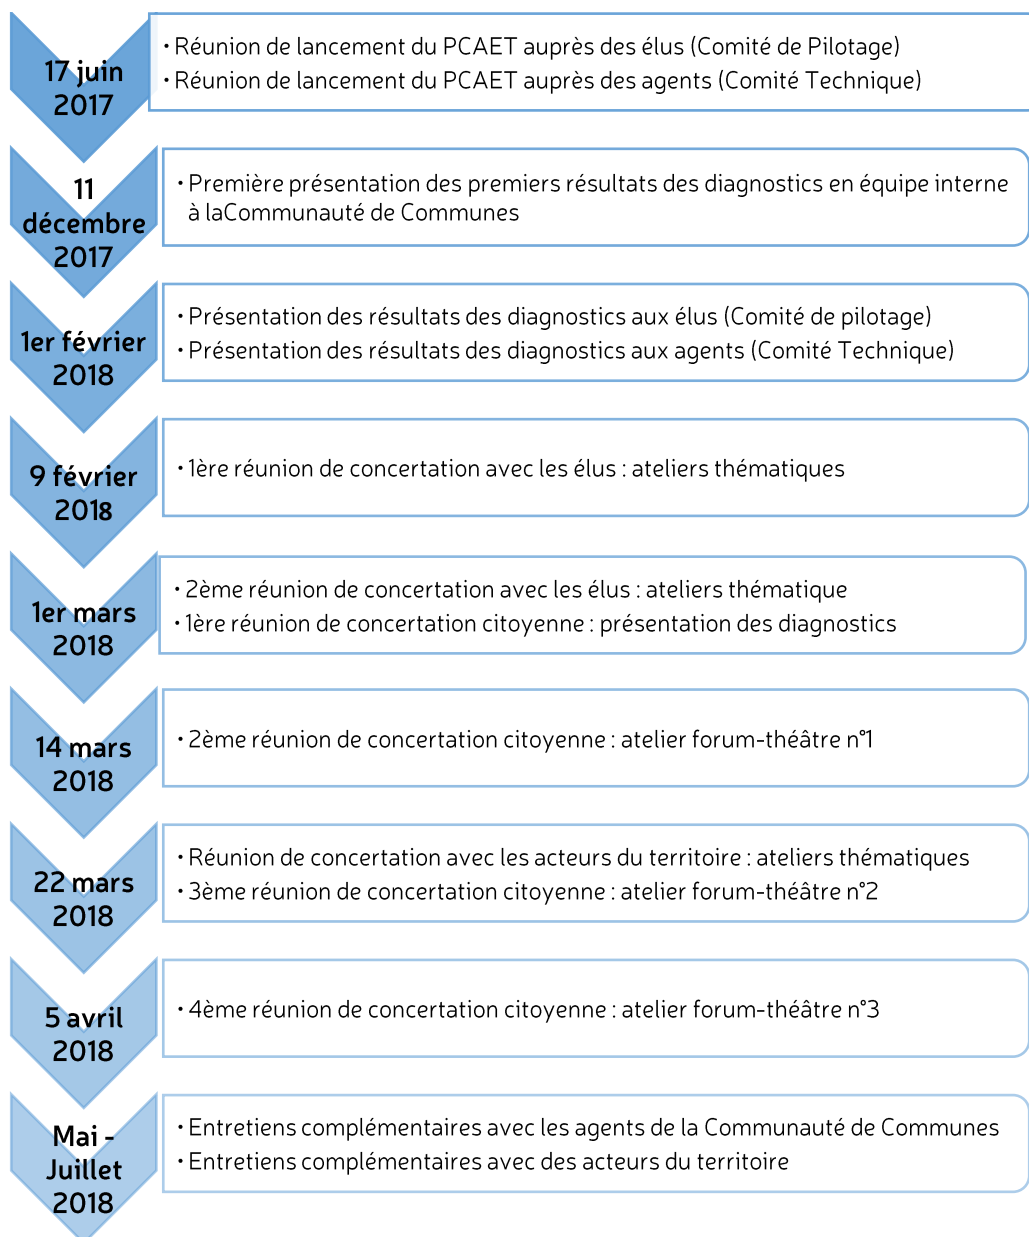 17 juin
2017
• Réunion de lancement du PCAET auprès des élus (Comité de Pilotage)
• Réunion de lancement du PCAET auprès des agents (Comité Technique)
11
décembre
2017
• Première présentation des premiers résultats des diagnostics en équipe interne
à laCommunauté de Communes
1er février
2018
• Présentation des résultats des diagnostics aux élus (Comité de pilotage)
• Présentation des résultats des diagnostics aux agents (Comité Technique)
9 février
2018
• 1ère réunion de concertation avec les élus : ateliers thématiques
1er mars
2018
• 2ème réunion de concertation avec les élus : ateliers thématique
• 1ère réunion de concertation citoyenne : présentation des diagnostics
14 mars
2018
• 2ème réunion de concertation citoyenne : atelier forum-théâtre n°1
22 mars
2018
• Réunion de concertation avec les acteurs du territoire : ateliers thématiques
• 3ème réunion de concertation citoyenne : atelier forum-théâtre n°2
5 avril
2018
• 4ème réunion de concertation citoyenne : atelier forum-théâtre n°3
Mai -
Juillet
2018
• Entretiens complémentaires avec les agents de la Communauté de Communes
• Entretiens complémentaires avec des acteurs du territoire